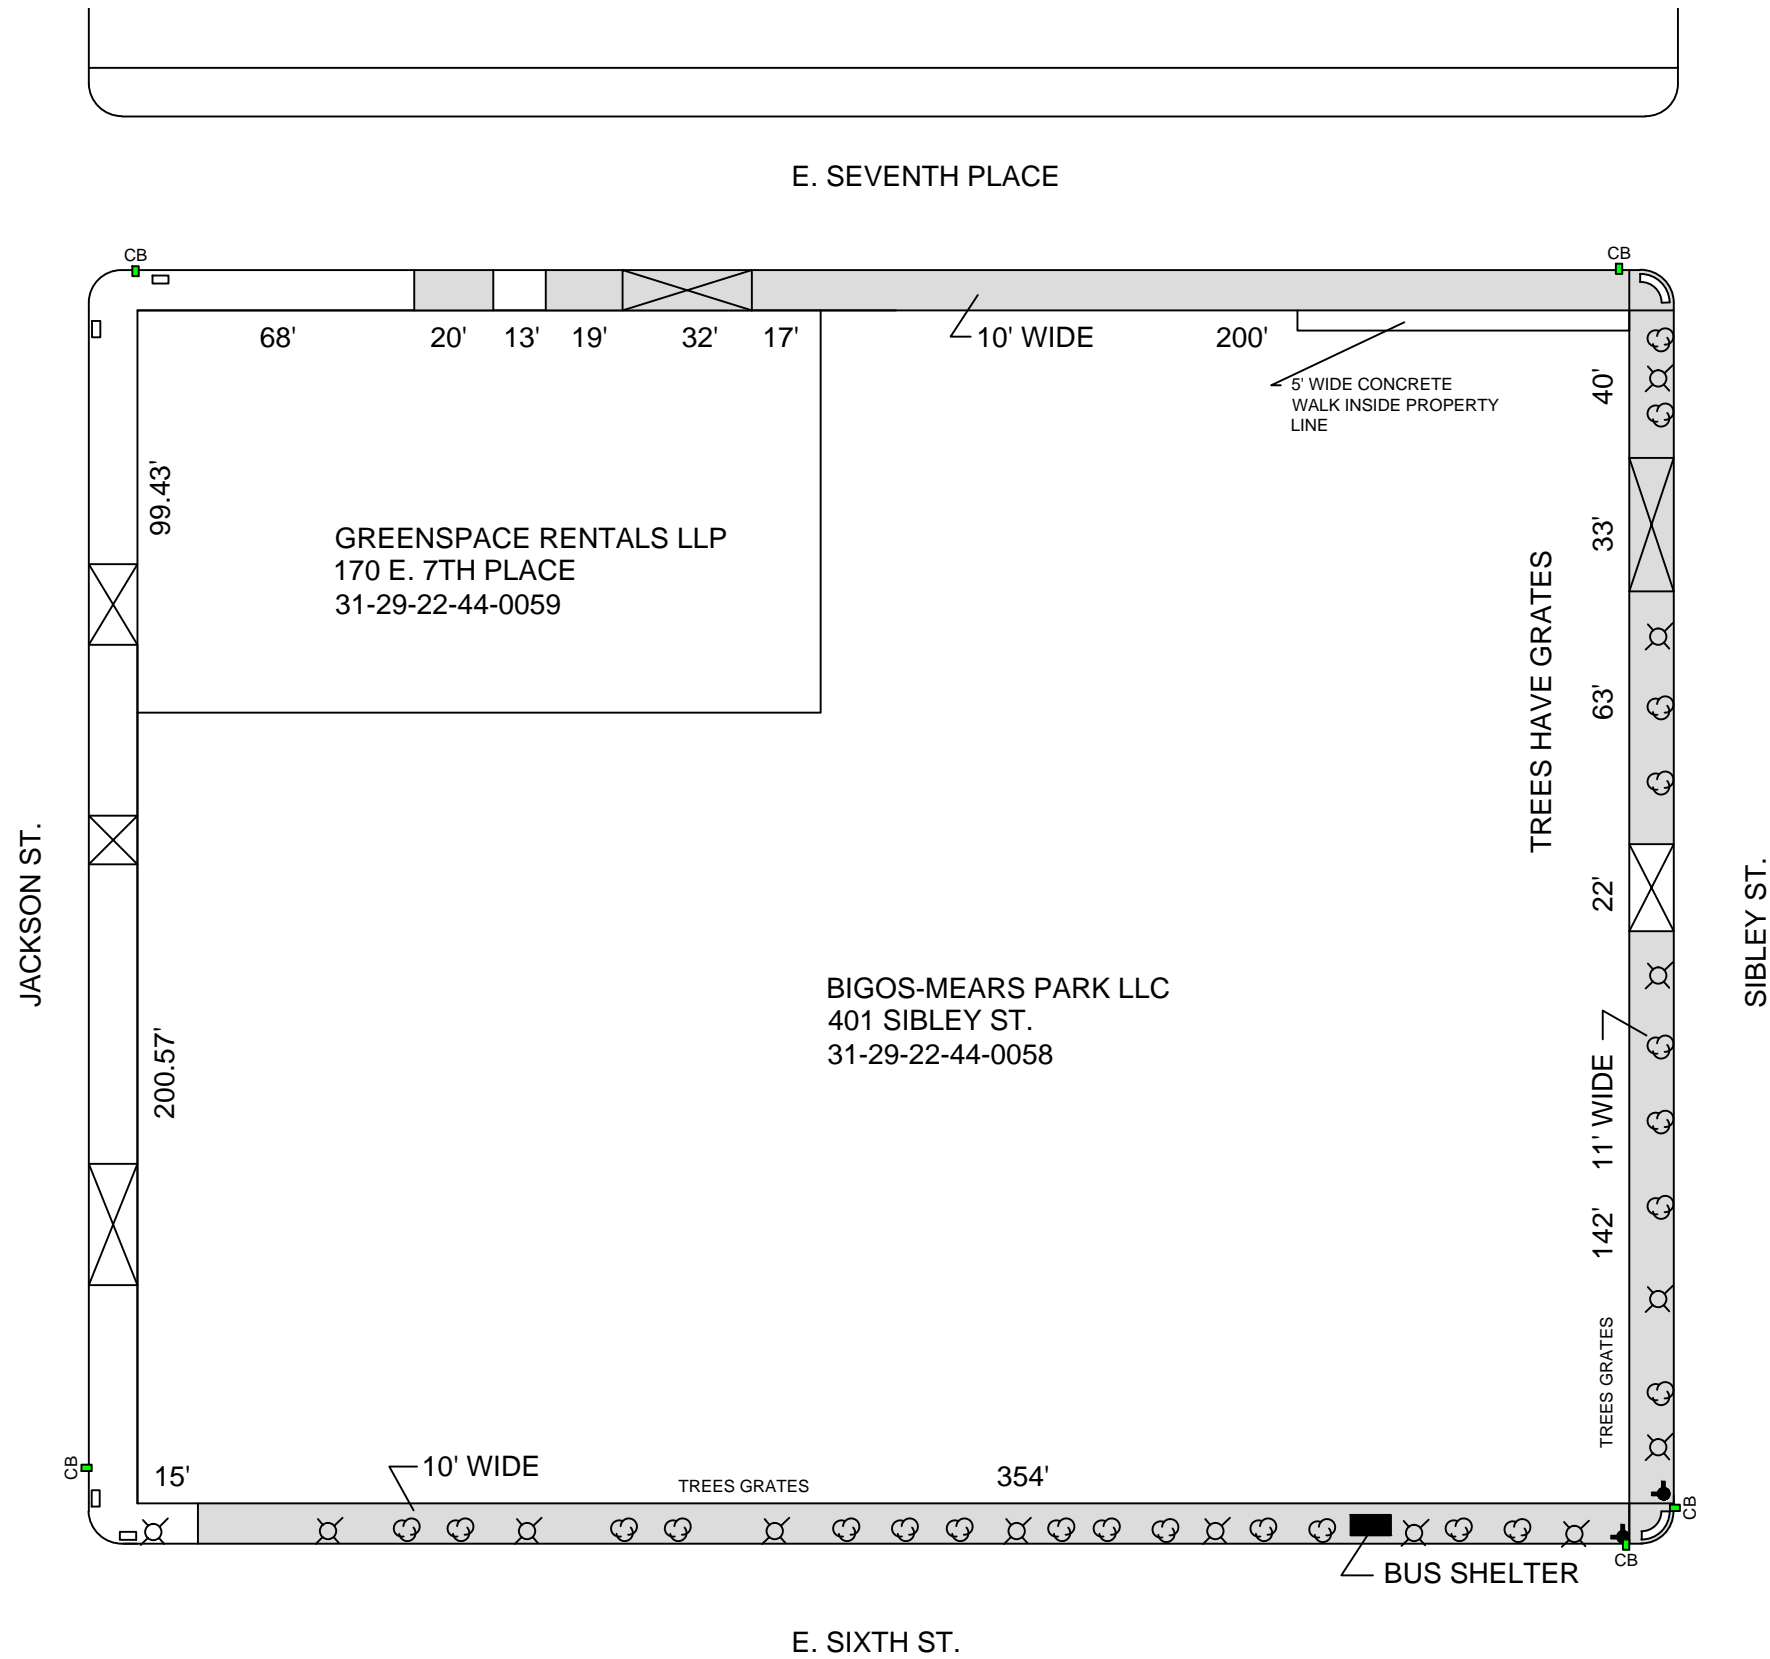 E. SEVENTH PLACE
CB
CB
68'
20'
13'
19'
32'
17'
10' WIDE
200'
5' WIDE CONCRETE
WALK INSIDE PROPERTY
LINE
40'
99.43'
GREENSPACE RENTALS LLP
170 E. 7TH PLACE
31-29-22-44-0059
33'
TREES HAVE GRATES
63'
22'
JACKSON ST.
SIBLEY ST.
BIGOS-MEARS PARK LLC
401 SIBLEY ST.
31-29-22-44-0058
200.57'
11' WIDE
142'
TREES GRATES
CB
15'
10' WIDE
TREES GRATES
354'
CB
CB
BUS SHELTER
E. SIXTH ST.